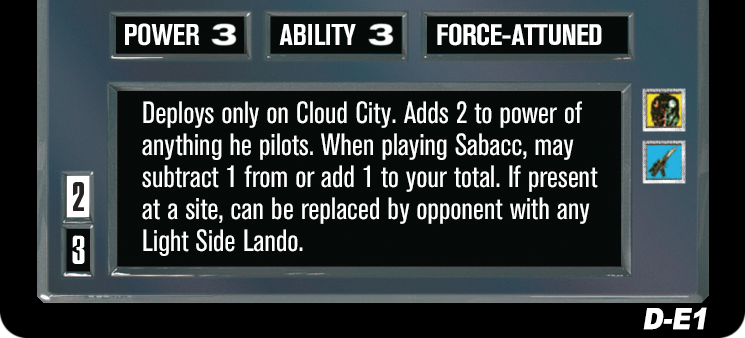 POWER 3 ABILITY 3 FORCE-ATTUNED
Deploys only on Cloud City. Adds 2 to power of
anything he pilots. When playing Sabacc, may
subtract 1 from or add 1 to your total. If present
at a site, can be replaced by opponent with any
Light Side Lando.
2
3
D-E1